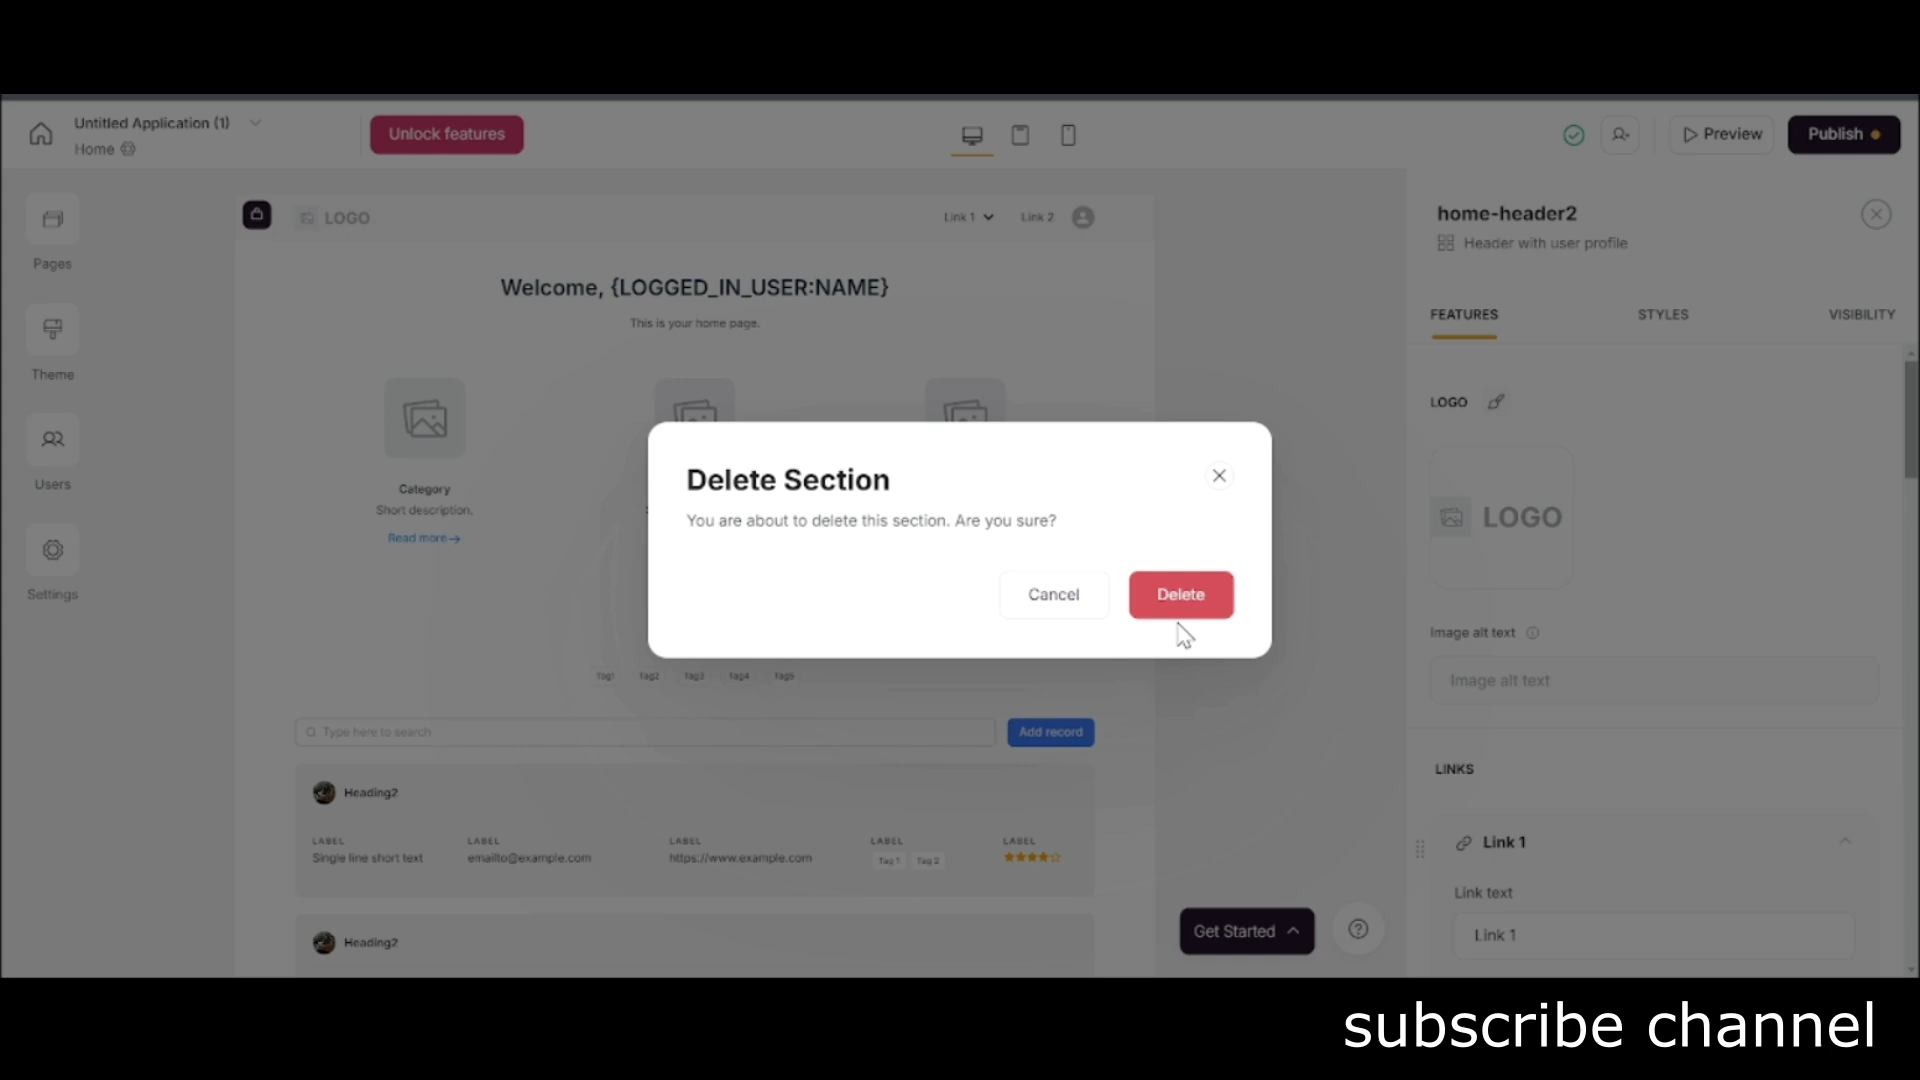 Untitled Application (1)
Home
Unlock features
Preview
Publish
Pages
Theme
Users
Settings
LOGO
Link 1
Link 2
Welcome, {LOGGED_IN_USER:NAME}
This is your home page.
Category
Short description.
Read more
Delete Section
You are about to delete this section. Are you sure?
Cancel
Delete
Tag1
Tag2
Tag3
Tag4
Tag5
Type here to search
Add record
Heading2
LABEL
LABEL
LABEL
LABEL
LABEL
Single line short text
emailto@example.com
https://www.example.com
Tag 1
Tag 2
Heading2
Get Started
home-header2
Header with user profile
FEATURES
STYLES
VISIBILITY
LOGO
LOGO
Image alt text
Image alt text
LINKS
Link 1
Link text
Link 1
subscribe channel